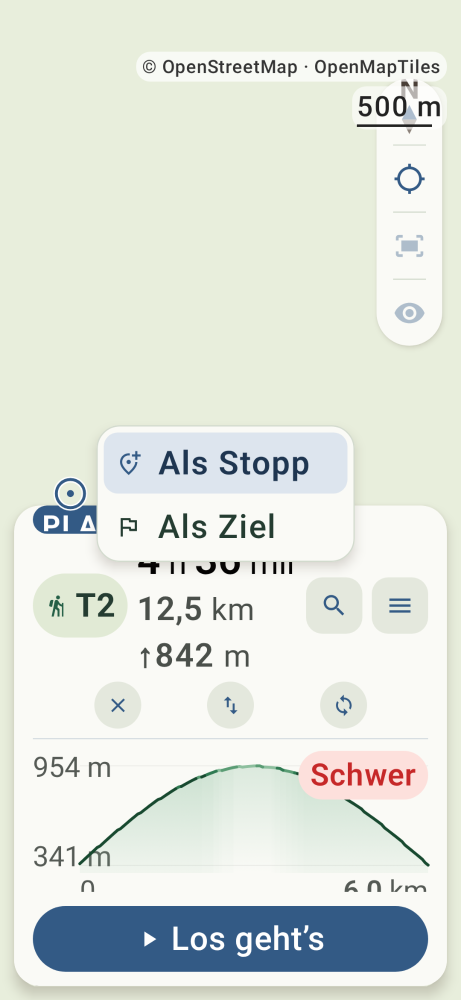 © OpenStreetMap · OpenMapTiles
N
500 m
Als Stopp
Als Ziel
T2
12,5 km
↑842 m
954 m
Schwer
341 m
0
6,0 km
Los geht’s